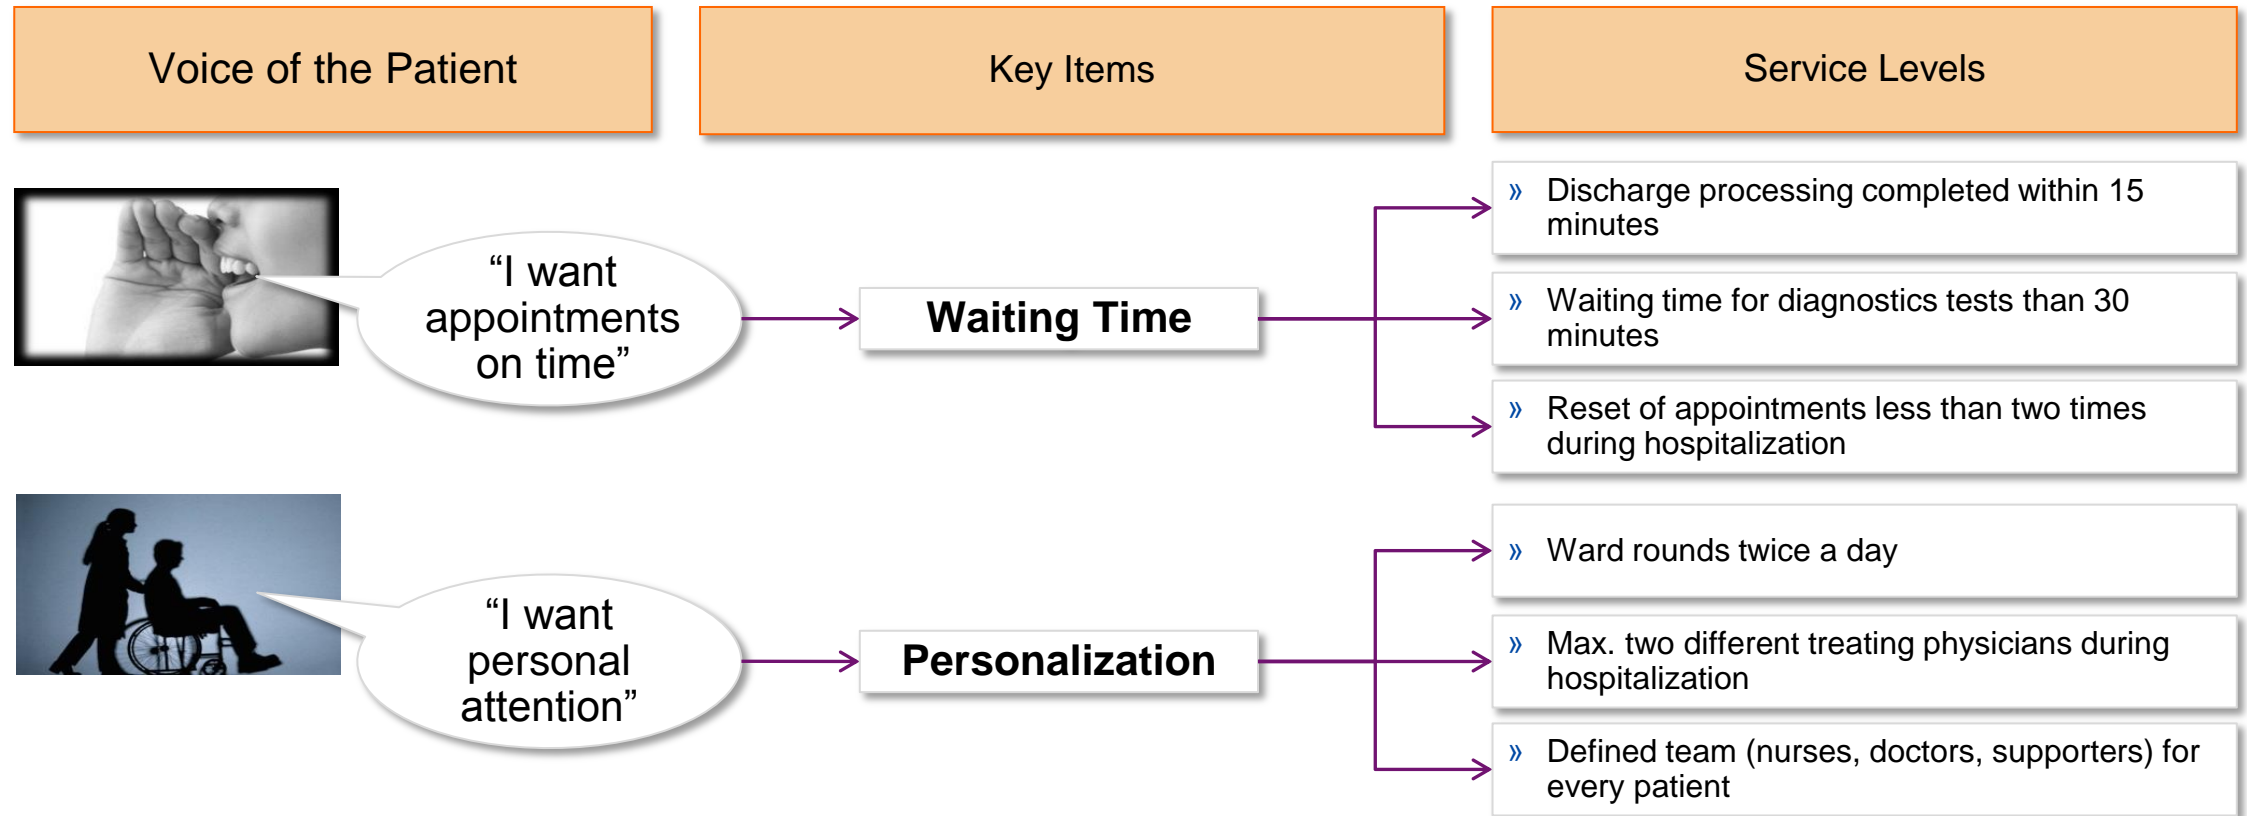 Voice of the Patient
Key Items
Service Levels
“I want
appointments
on time”
Waiting Time
» Discharge processing completed within 15
minutes
» Waiting time for diagnostics tests than 30
minutes
» Reset of appointments less than two times
during hospitalization
“I want
personal
attention”
Personalization
» Ward rounds twice a day
» Max. two different treating physicians during
hospitalization
» Defined team (nurses, doctors, supporters) for
every patient